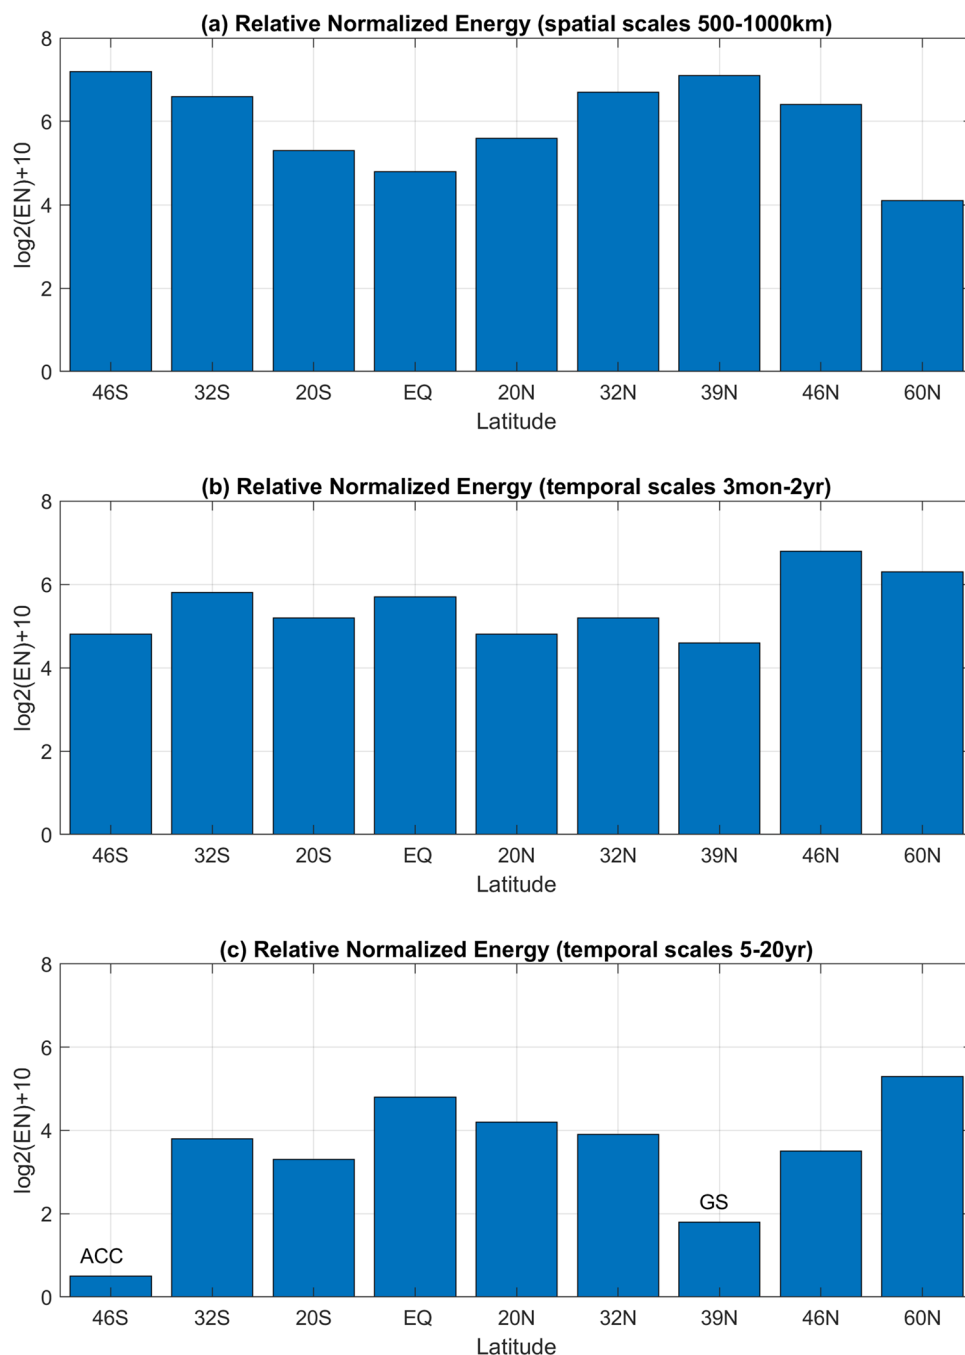 (a) Relative Normalized Energy (spatial scales 500-1000km)
log2(EN)+10
8
6
4
2
0
46S 32S 20S EQ 20N 32N 39N 46N 60N
Latitude
(b) Relative Normalized Energy (temporal scales 3mon-2yr)
log2(EN)+10
8
6
4
2
0
46S 32S 20S EQ 20N 32N 39N 46N 60N
Latitude
(c) Relative Normalized Energy (temporal scales 5-20yr)
log2(EN)+10
8
6
4
2
0
GS
ACC
46S 32S 20S EQ 20N 32N 39N 46N 60N
Latitude